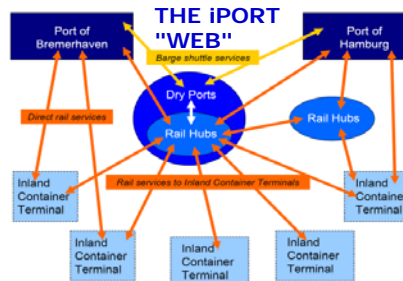 THE iPORT
"WEB"
Port of
Bremerhaven
Port of
Hamburg
Barge shuttle services
Dry Ports
Direct rail services
Rail Hubs
Rail Hubs
Rail services to Inland Container Terminals
Inland
Container
Terminal
Inland
Container
Terminal
Inland
Container
Terminal
Inland
Container
Terminal
Inland
Container
Terminal